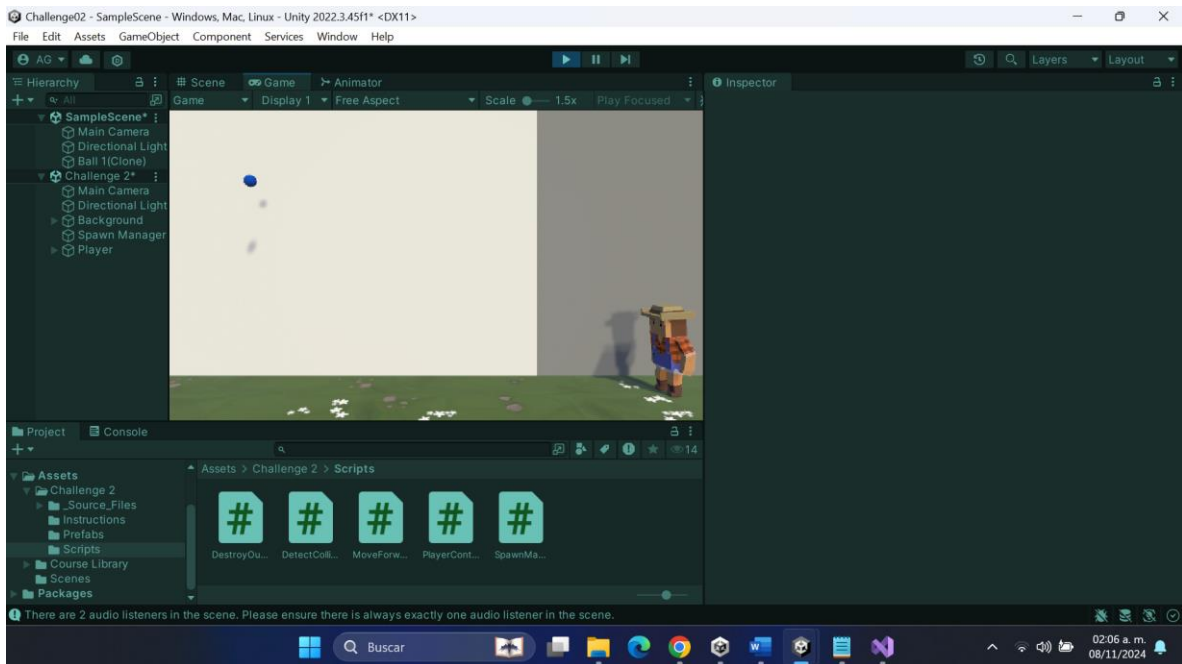 Challenge02 - SampleScene - Windows, Mac, Linux - Unity 2022.3.45f1* <DX11>
File Edit Assets GameObject Component Services Window Help
AG Layers Layout
Hierarchy Scene Game Animator Inspector
All Game Display 1 Free Aspect Scale 1.5x Play Focused
SampleScene*
Main Camera
Directional Light
Ball 1(Clone)
Challenge 2*
Main Camera
Directional Light
Background
Spawn Manager
Player
Project Console
14
Assets > Challenge 2 > Scripts
Assets
Challenge 2
_Source_Files
Instructions
Prefabs
Scripts
Course Library
Scenes
Packages
# # # # #
DestroyOu... DetectColli... MoveForw... PlayerCont... SpawnMa...
There are 2 audio listeners in the scene. Please ensure there is always exactly one audio listener in the scene.
Buscar
02:06 a. m.
08/11/2024